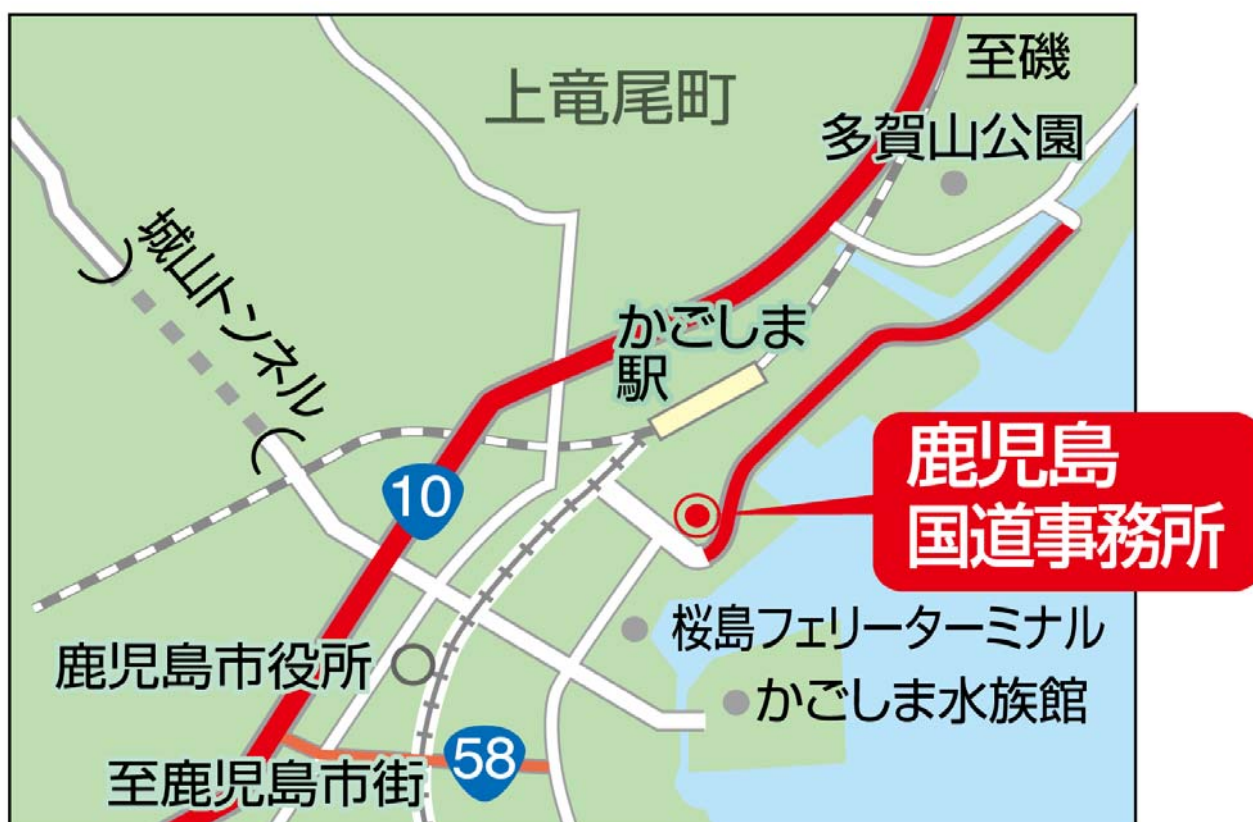 至磯
上竜尾町
多賀山公園
城山トンネル
かごしま
駅
鹿児島
国道事務所
10
桜島フェリーターミナル
鹿児島市役所
かごしま水族館
58
至鹿児島市街